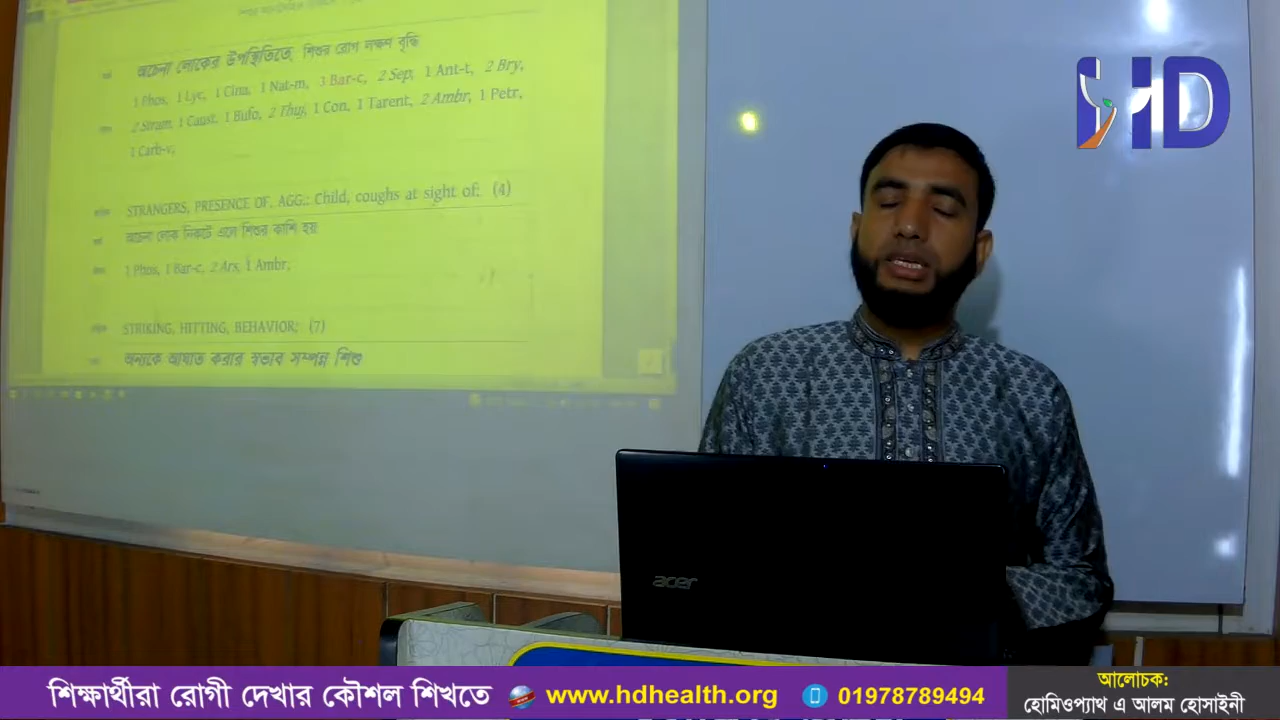 অচেনা লোকের উপস্থিতিতে শিশুর রোগ লক্ষণ বৃদ্ধি
1 Phos, 1 Lyc, 1 Cina, 1 Nat-m, 3 Bar-c, 2 Sep, 1 Ant-t, 2 Bry,
2 Stram, 1 Caust, 1 Bufo, 2 Thuj, 1 Con, 1 Tarent, 2 Ambr, 1 Petr,
1 Carb-v,
STRANGERS, PRESENCE OF, AGG.: Child, coughs at sight of: (4)
অচেনা লোক নিকটে এলে শিশুর কাশি হয়
1 Phos, 1 Bar-c, 2 Ars, 1 Ambr,
STRIKING, HITTING, BEHAVIOR; (7)
অন্যকে আঘাত করার স্বভাব সম্পন্ন শিশু
HD
acer
শিক্ষার্থীরা রোগী দেখার কৌশল শিখতে www.hdhealth.org 01978789494
আলোচক:
হোমিওপ্যাথ এ আলম হোসাইনী